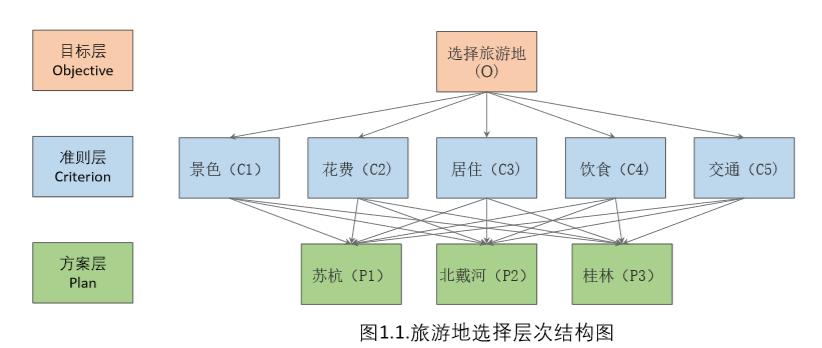 目标层
Objective
选择旅游地
（O）
准则层
Criterion
景色（C1）
花费（C2）
居住（C3）
饮食（C4）
交通（C5）
方案层
Plan
苏杭（P1）
北戴河（P2）
桂林（P3）
图1.1.旅游地选择层次结构图